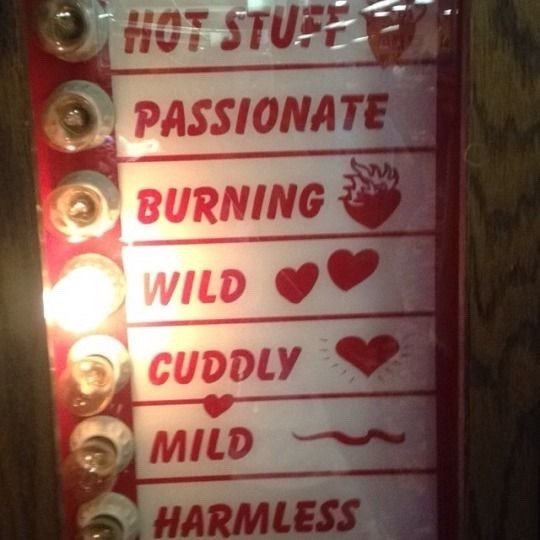 HOT STUFF
PASSIONATE
BURNING
WILD
CUDDLY
MILD
HARMLESS